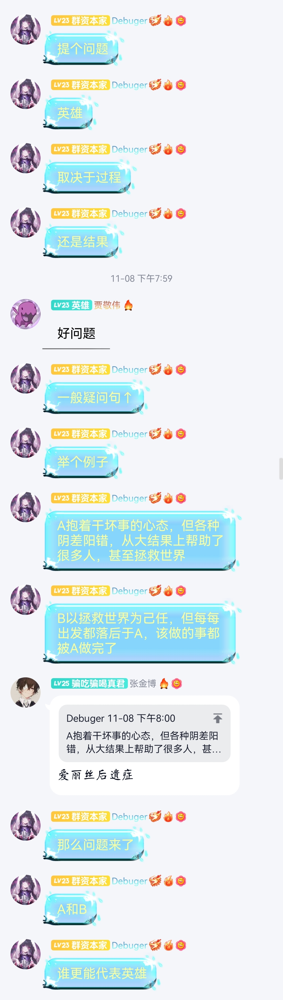 LV23 群资本家 Debuger
提个问题
LV23 群资本家 Debuger
英雄
LV23 群资本家 Debuger
取决于过程
LV23 群资本家 Debuger
还是结果
11-08 下午7:59
LV23 英雄 贾敬伟
好问题
LV23 群资本家 Debuger
一般疑问句↑
LV23 群资本家 Debuger
举个例子
LV23 群资本家 Debuger
A抱着干坏事的心态，但各种
阴差阳错，从大结果上帮助了
很多人，甚至拯救世界
LV23 群资本家 Debuger
B以拯救世界为己任，但每每
出发都落后于A，该做的事都
被A做完了
LV25 骗吃骗喝真君 张金博
Debuger 11-08 下午8:00
A抱着干坏事的心态，但各种阴差阳
错，从大结果上帮助了很多人，甚...
爱丽丝后遗症
LV23 群资本家 Debuger
那么问题来了
LV23 群资本家 Debuger
A和B
LV23 群资本家 Debuger
谁更能代表英雄